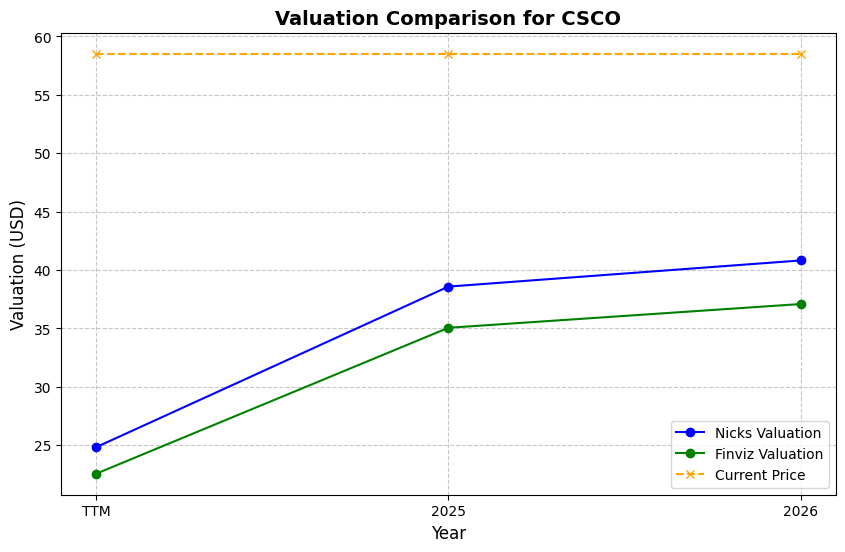 Valuation Comparison for CSCO
Valuation (USD)
60
55
50
45
40
35
30
25
TTM
2025
2026
Year
Nicks Valuation
Finviz Valuation
Current Price